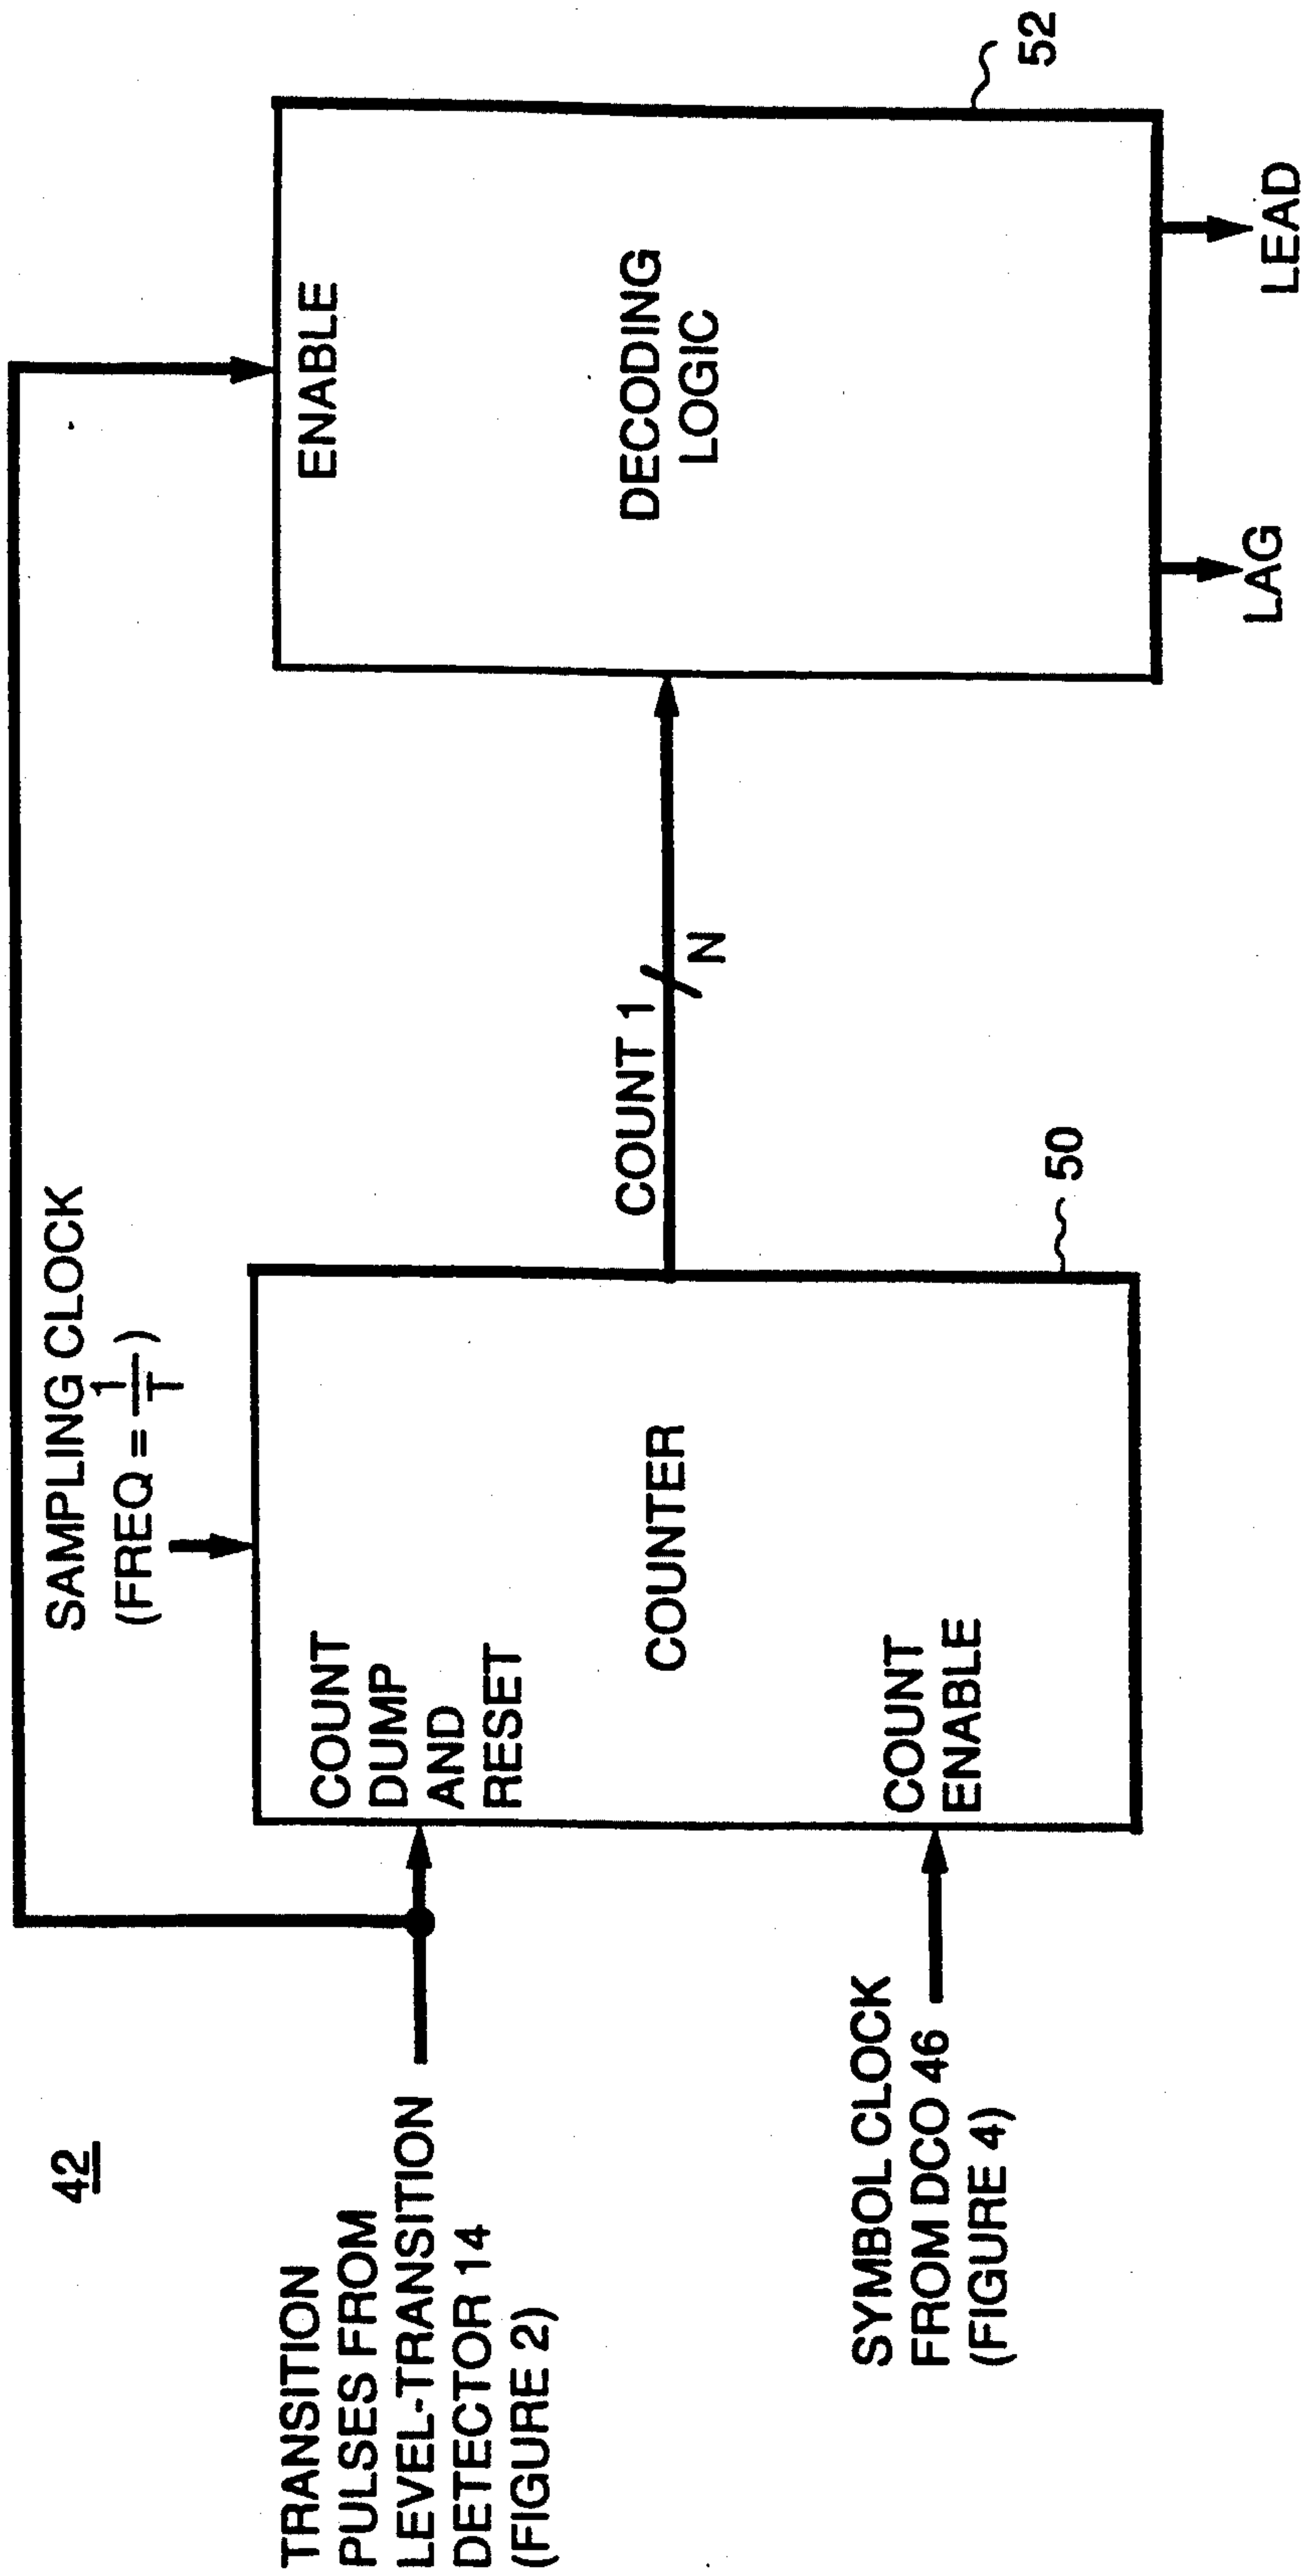 42
SAMPLING CLOCK
(FREQ = 1/T)
TRANSITION
PULSES FROM
LEVEL-TRANSITION
DETECTOR 14
(FIGURE 2)
COUNT
DUMP
AND
RESET
COUNTER
SYMBOL CLOCK
FROM DCO 46
(FIGURE 4)
COUNT
ENABLE
50
COUNT 1
N
ENABLE
DECODING
LOGIC
52
LAG
LEAD